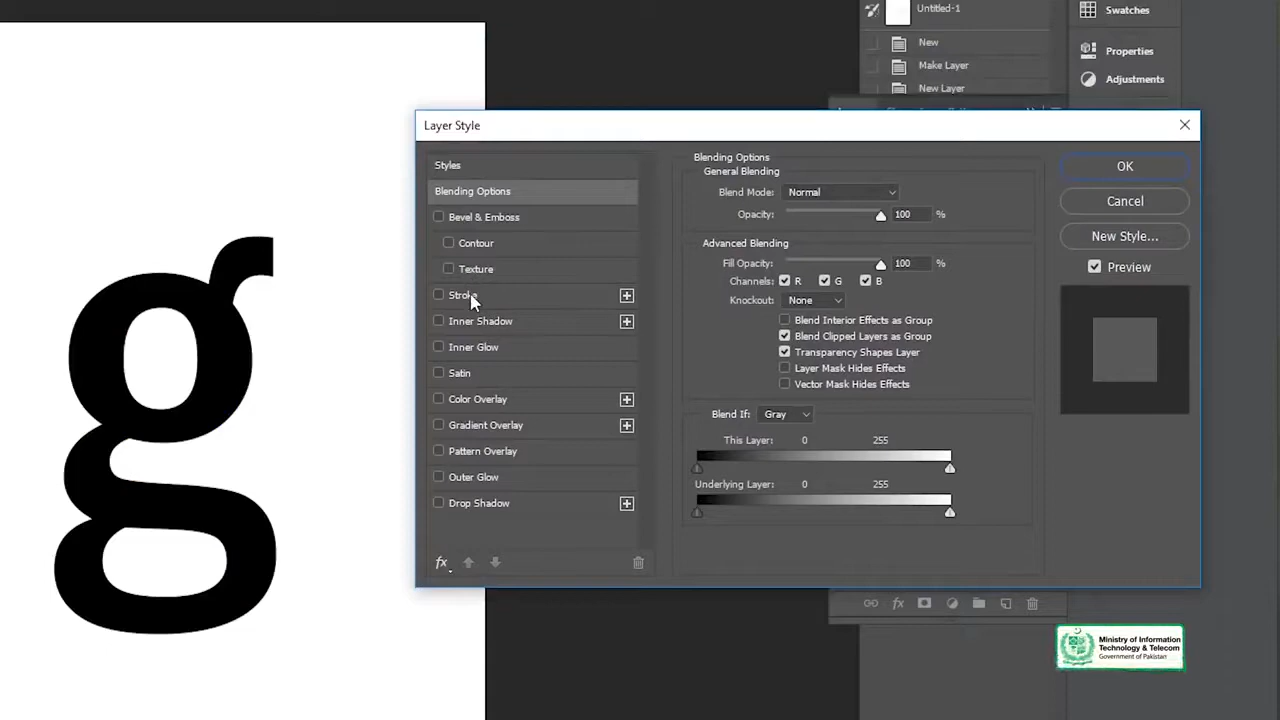 Untitled-1
New
Make Layer
New Layer
Swatches
Properties
Adjustments
g
Layer Style
Styles
Blending Options
Bevel & Emboss
Contour
Texture
Stroke
Inner Shadow
Inner Glow
Satin
Color Overlay
Gradient Overlay
Pattern Overlay
Outer Glow
Drop Shadow
fx
Blending Options
General Blending
Blend Mode: Normal
Opacity: 100 %
Advanced Blending
Fill Opacity: 100 %
Channels: R G B
Knockout: None
Blend Interior Effects as Group
Blend Clipped Layers as Group
Transparency Shapes Layer
Layer Mask Hides Effects
Vector Mask Hides Effects
Blend If: Gray
This Layer: 0 255
Underlying Layer: 0 255
OK
Cancel
New Style...
Preview
fx
Ministry of Information
Technology & Telecom
Government of Pakistan